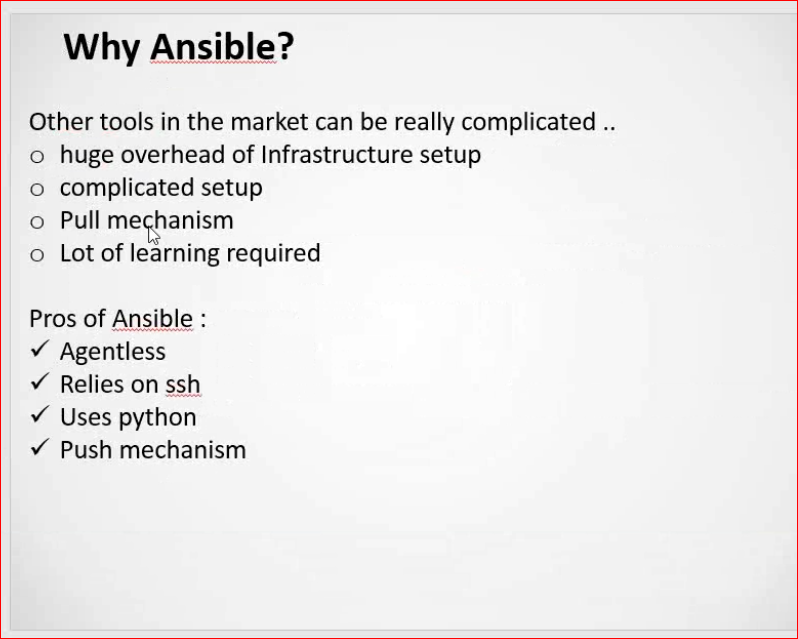 Why Ansible?
Other tools in the market can be really complicated ..
o huge overhead of Infrastructure setup
o complicated setup
o Pull mechanism
o Lot of learning required
Pros of Ansible :
✓ Agentless
✓ Relies on ssh
✓ Uses python
✓ Push mechanism